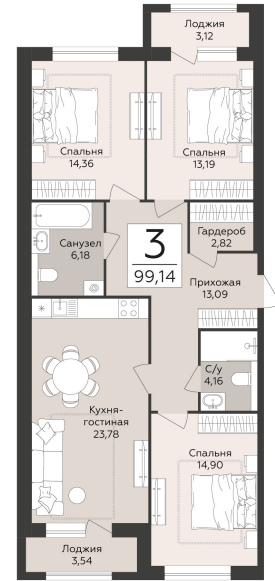 Лоджия
3,12
Спальня
14,36
Спальня
13,19
Санузел
6,18
3
99,14
Гардероб
2,82
Прихожая
13,09
С/у
4,16
Кухня-
гостиная
23,78
Спальня
14,90
Лоджия
3,54